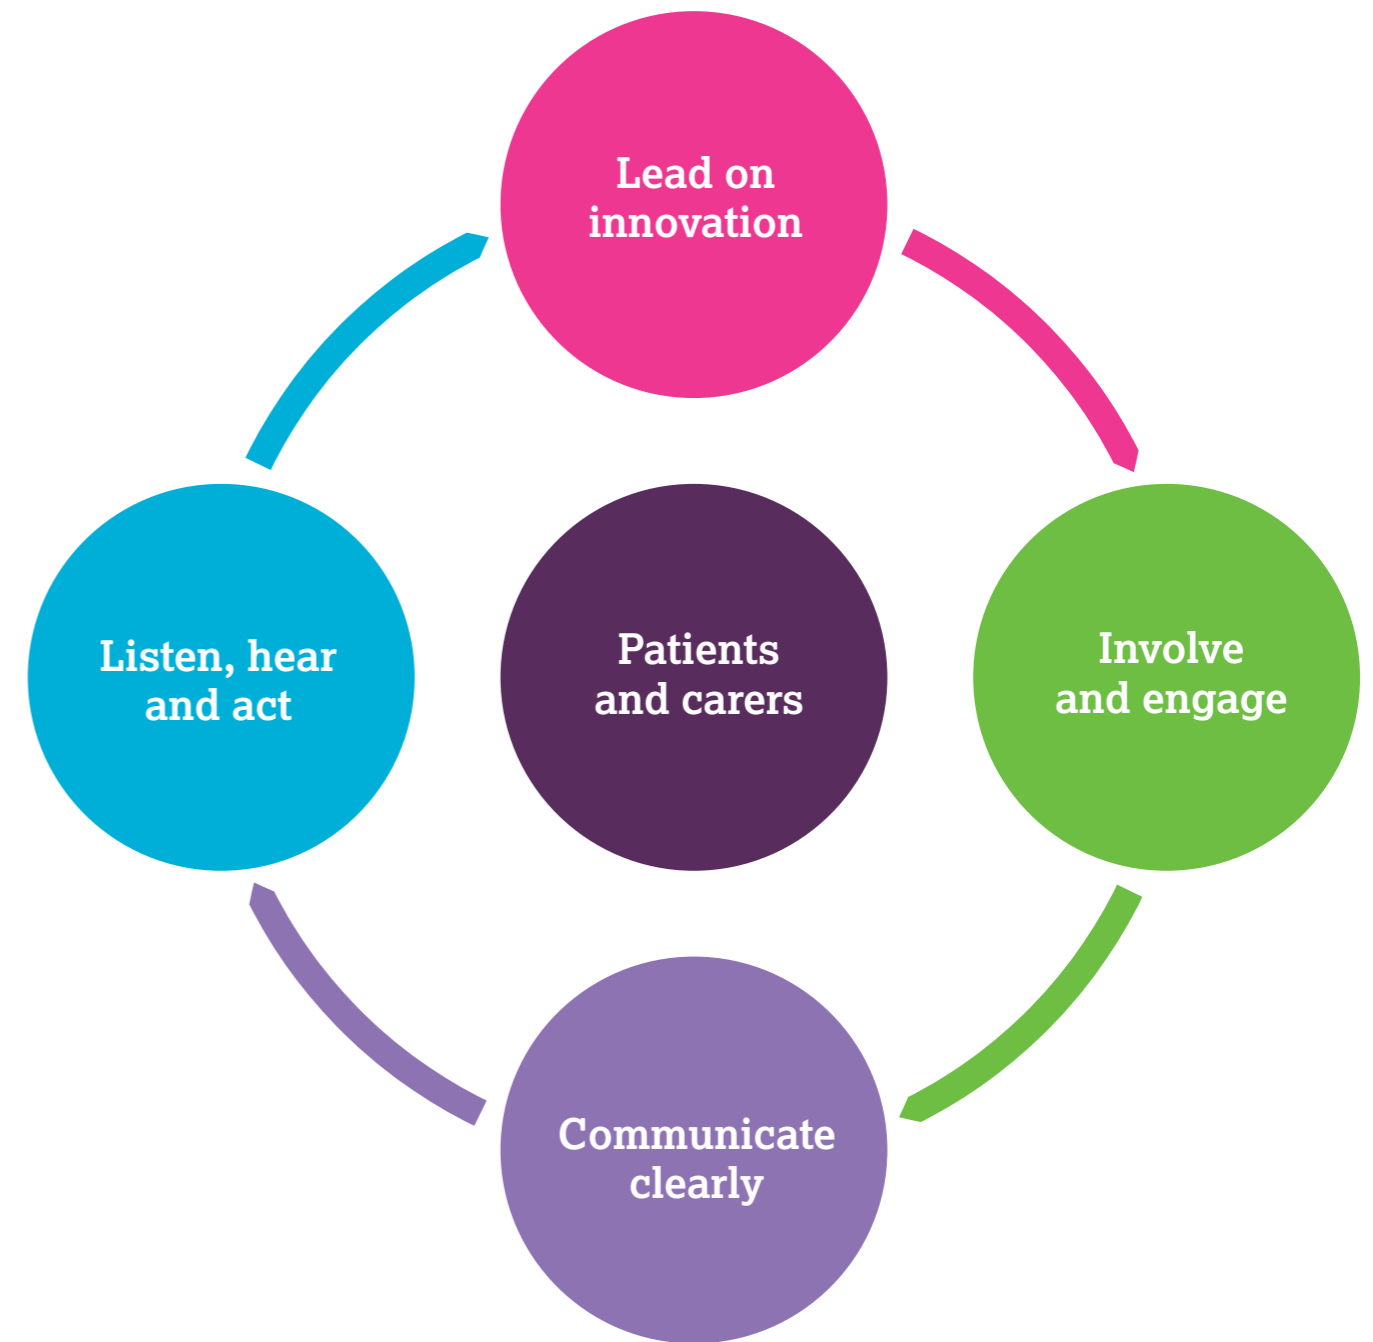 Lead on
innovation
Listen, hear
and act
Patients
and carers
Involve
and engage
Communicate
clearly